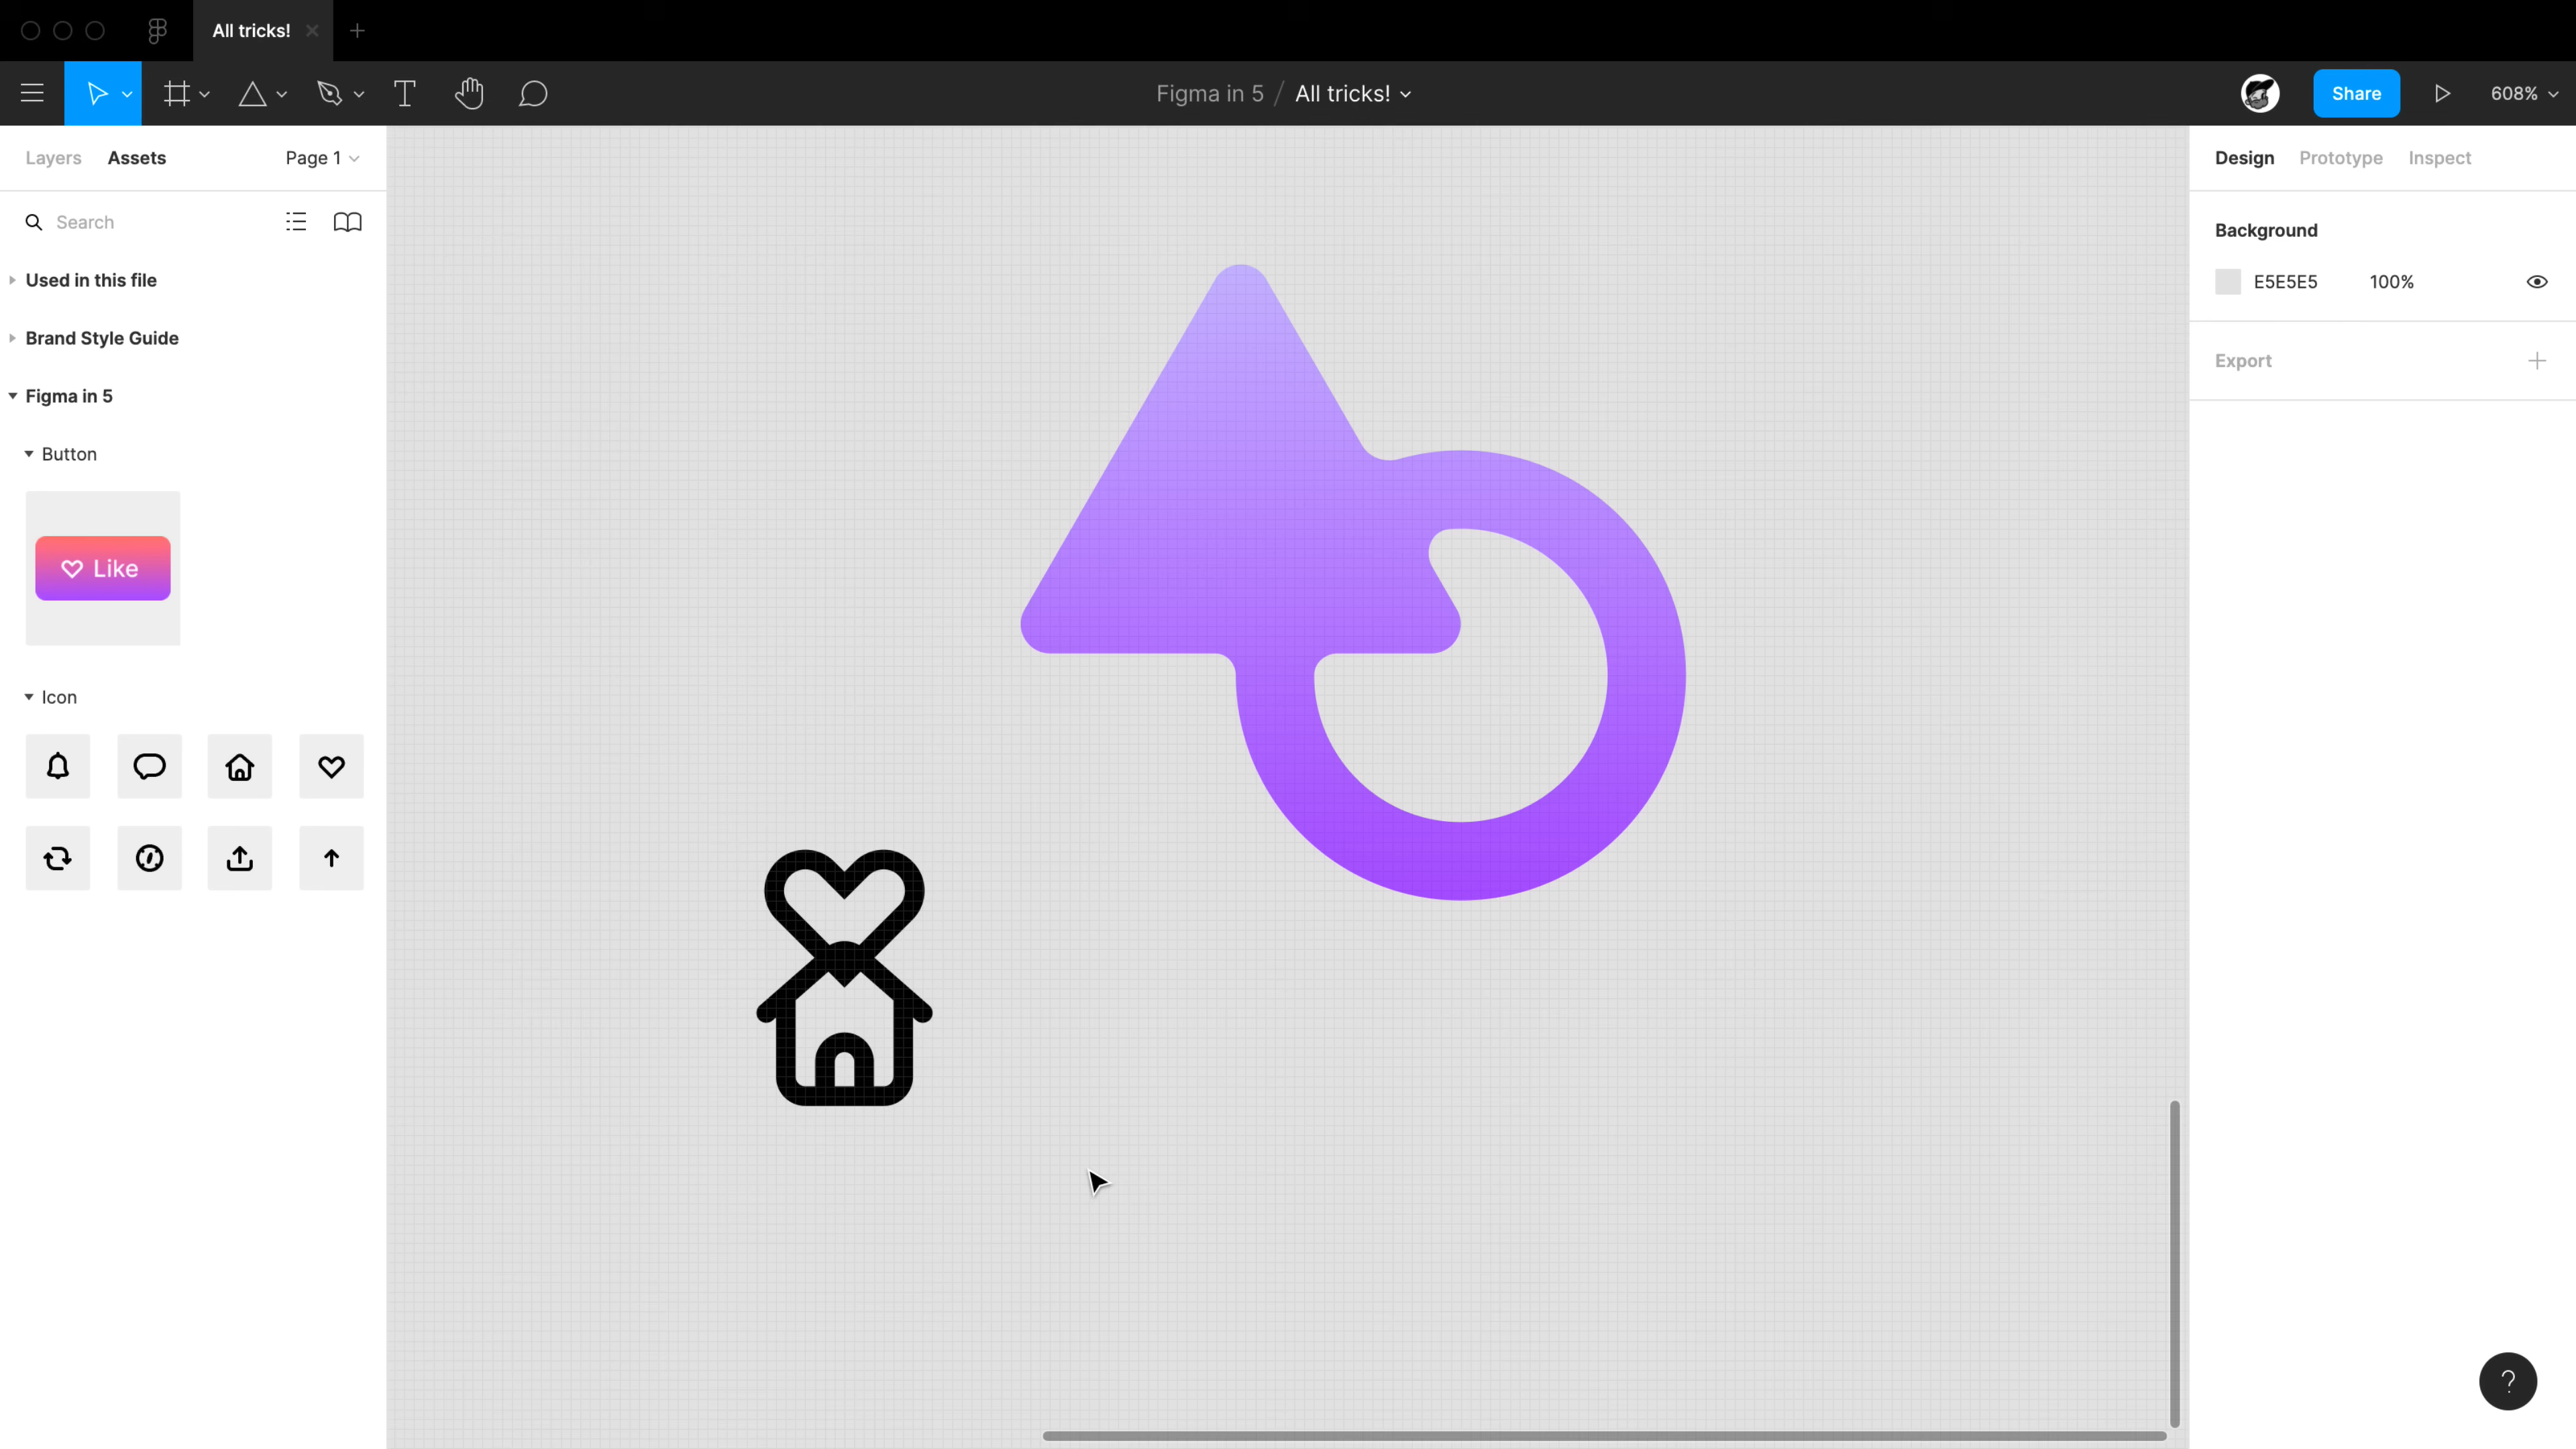 All tricks!
Figma in 5 / All tricks!
Share
608%
Layers Assets Page 1
Search
Used in this file
Brand Style Guide
Figma in 5
Button
Like
Icon
Design Prototype Inspect
Background
E5E5E5 100%
Export
?